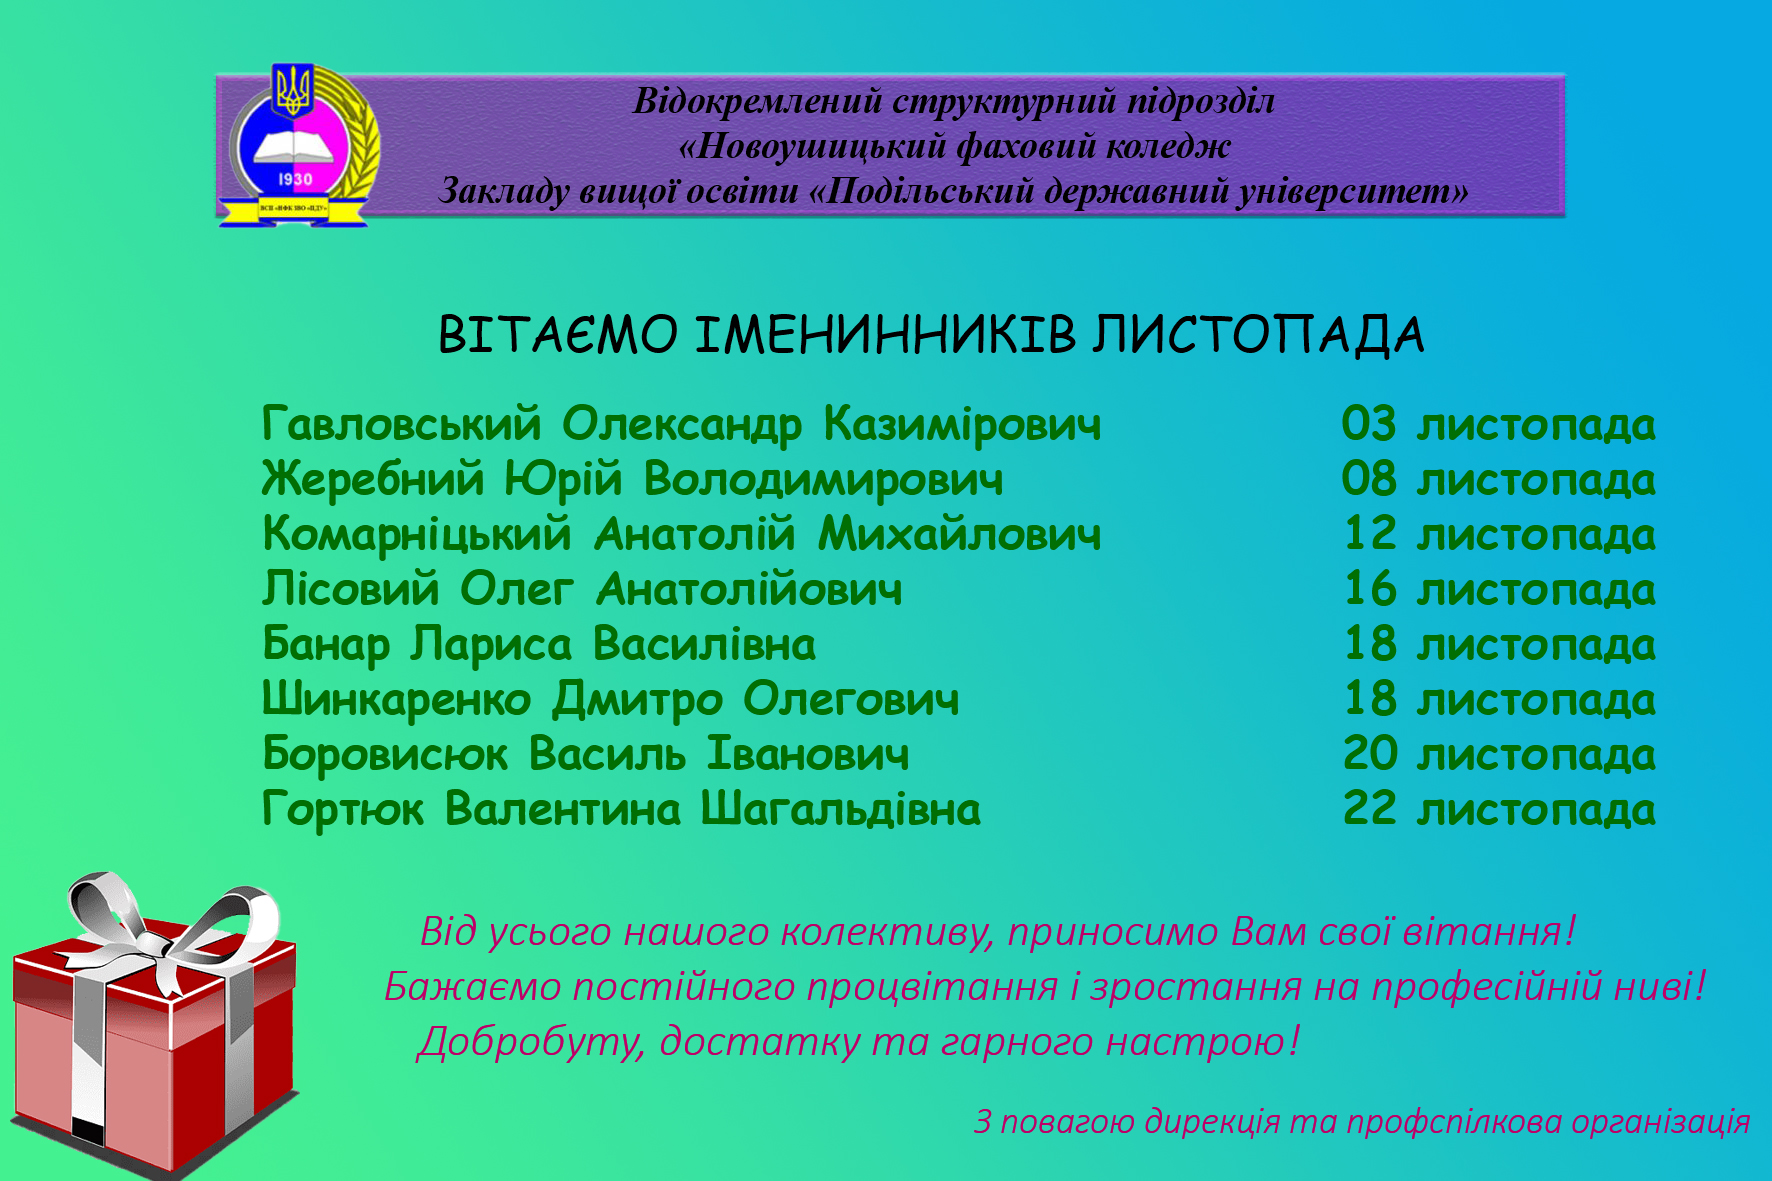 Відокремлений структурний підрозділ
«Новоушицький фаховий коледж
Закладу вищої освіти «Подільський державний університет»
1930
ВСП «НФК ЗВО «ПДУ»
ВІТАЄМО ІМЕНИННИКІВ ЛИСТОПАДА
Гавловський Олександр Казимірович 03 листопада
Жеребний Юрій Володимирович 08 листопада
Комарніцький Анатолій Михайлович 12 листопада
Лісовий Олег Анатолійович 16 листопада
Банар Лариса Василівна 18 листопада
Шинкаренко Дмитро Олегович 18 листопада
Боровисюк Василь Іванович 20 листопада
Гортюк Валентина Шагальдівна 22 листопада
Від усього нашого колективу, приносимо Вам свої вітання!
Бажаємо постійного процвітання і зростання на професійній ниві!
Добробуту, достатку та гарного настрою!
З повагою дирекція та профспілкова організація